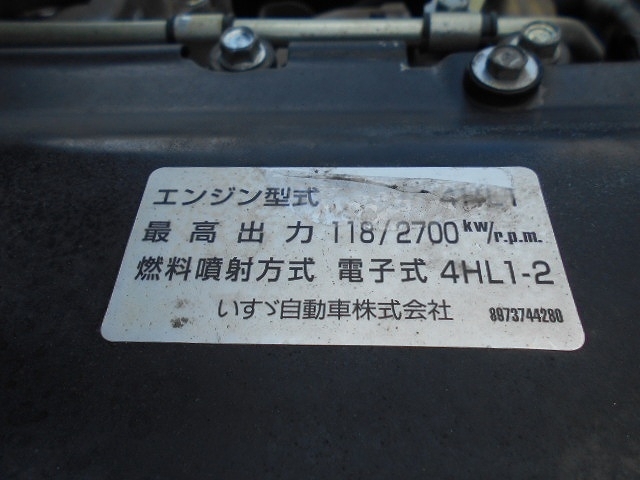 エンジン型式 4HL1
最高出力 118/2700 kw/r.p.m.
燃料噴射方式 電子式 4HL1-2
いすゞ自動車株式会社 8973744280